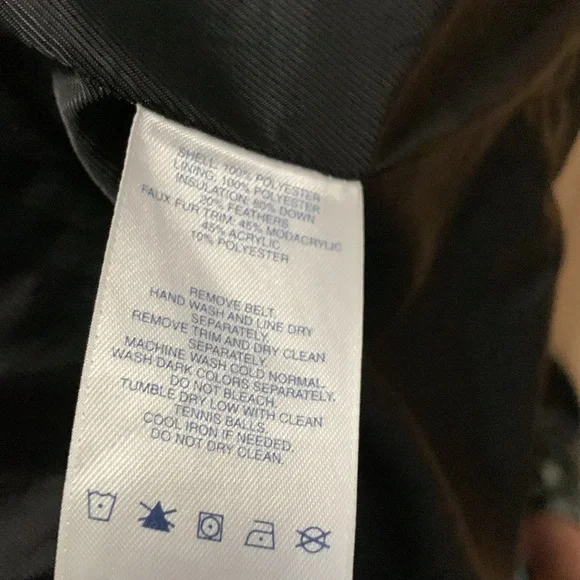 SHELL: 100% POLYESTER
LINING: 100% POLYESTER
INSULATION: 80% DOWN
20% FEATHERS
FAUX FUR TRIM: 45% MODACRYLIC
45% ACRYLIC
10% POLYESTER
REMOVE BELT.
HAND WASH AND LINE DRY
SEPARATELY.
REMOVE TRIM AND DRY CLEAN
SEPARATELY.
MACHINE WASH COLD NORMAL.
WASH DARK COLORS SEPARATELY.
DO NOT BLEACH.
TUMBLE DRY LOW WITH CLEAN
TENNIS BALLS.
COOL IRON IF NEEDED.
DO NOT DRY CLEAN.